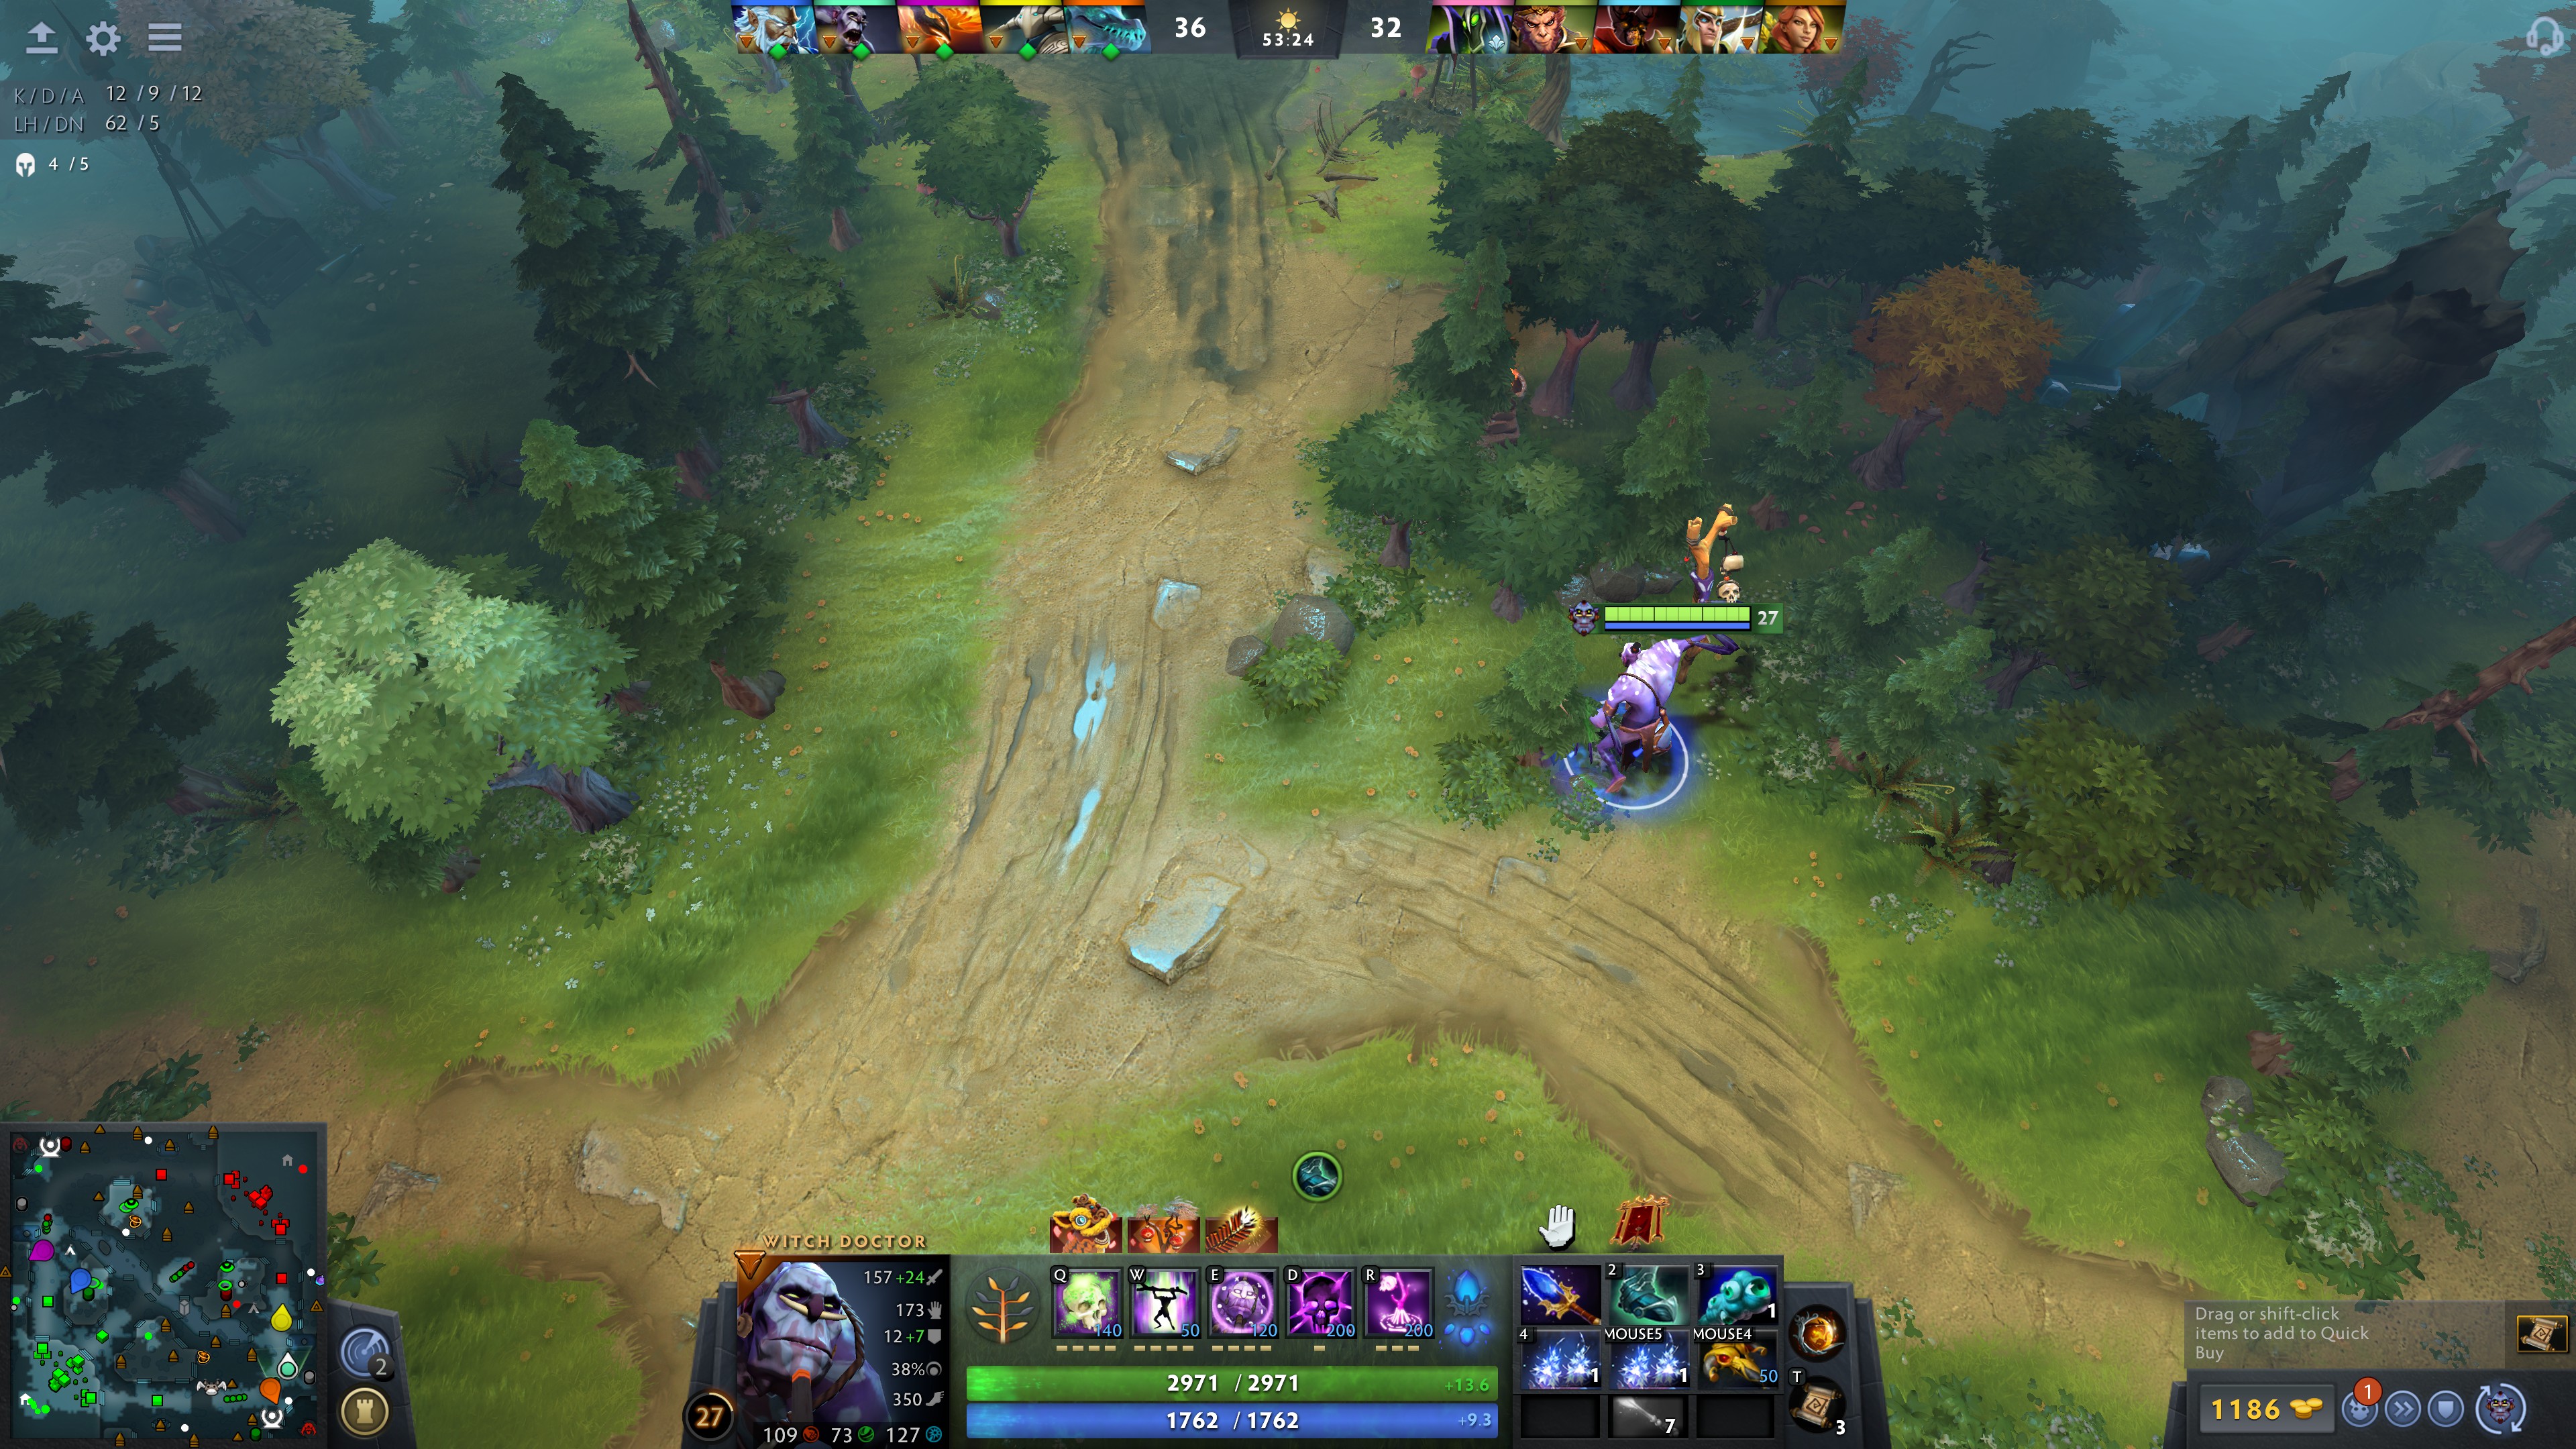 36 53:24 32
K / D / A 12 / 9 / 12
LH / DN 62 / 5
4 / 5
27
WITCH DOCTOR
157 +24
173
12 +7
38%
350
27
109 73 127
Q W E D R
140 50 120 200 200
2971 / 2971 +13.6
1762 / 1762 +9.3
2 3
1
4 MOUSE5 MOUSE4
1 1 50
7
T
3
2
Drag or shift-click
items to add to Quick
Buy
1186
1